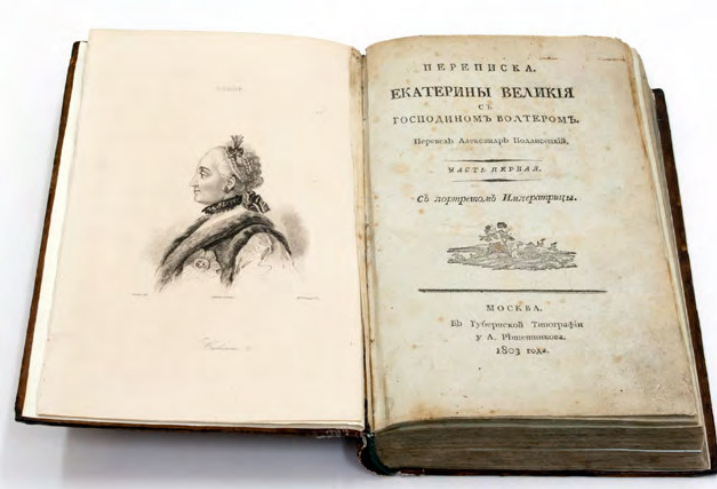 ПЕРЕПИСКА.
ЕКАТЕРИНЫ ВЕЛИКІЯ
СЪ
ГОСПОДИНОМЪ ВОЛТЕРОМЪ.
Перевелъ Александръ
ЧАСТЬ ПЕРВАЯ.
Съ портретомъ Императрицы.
МОСКВА.
Въ Губернской Типографіи
у А. Рѣшетникова.
1803 года.